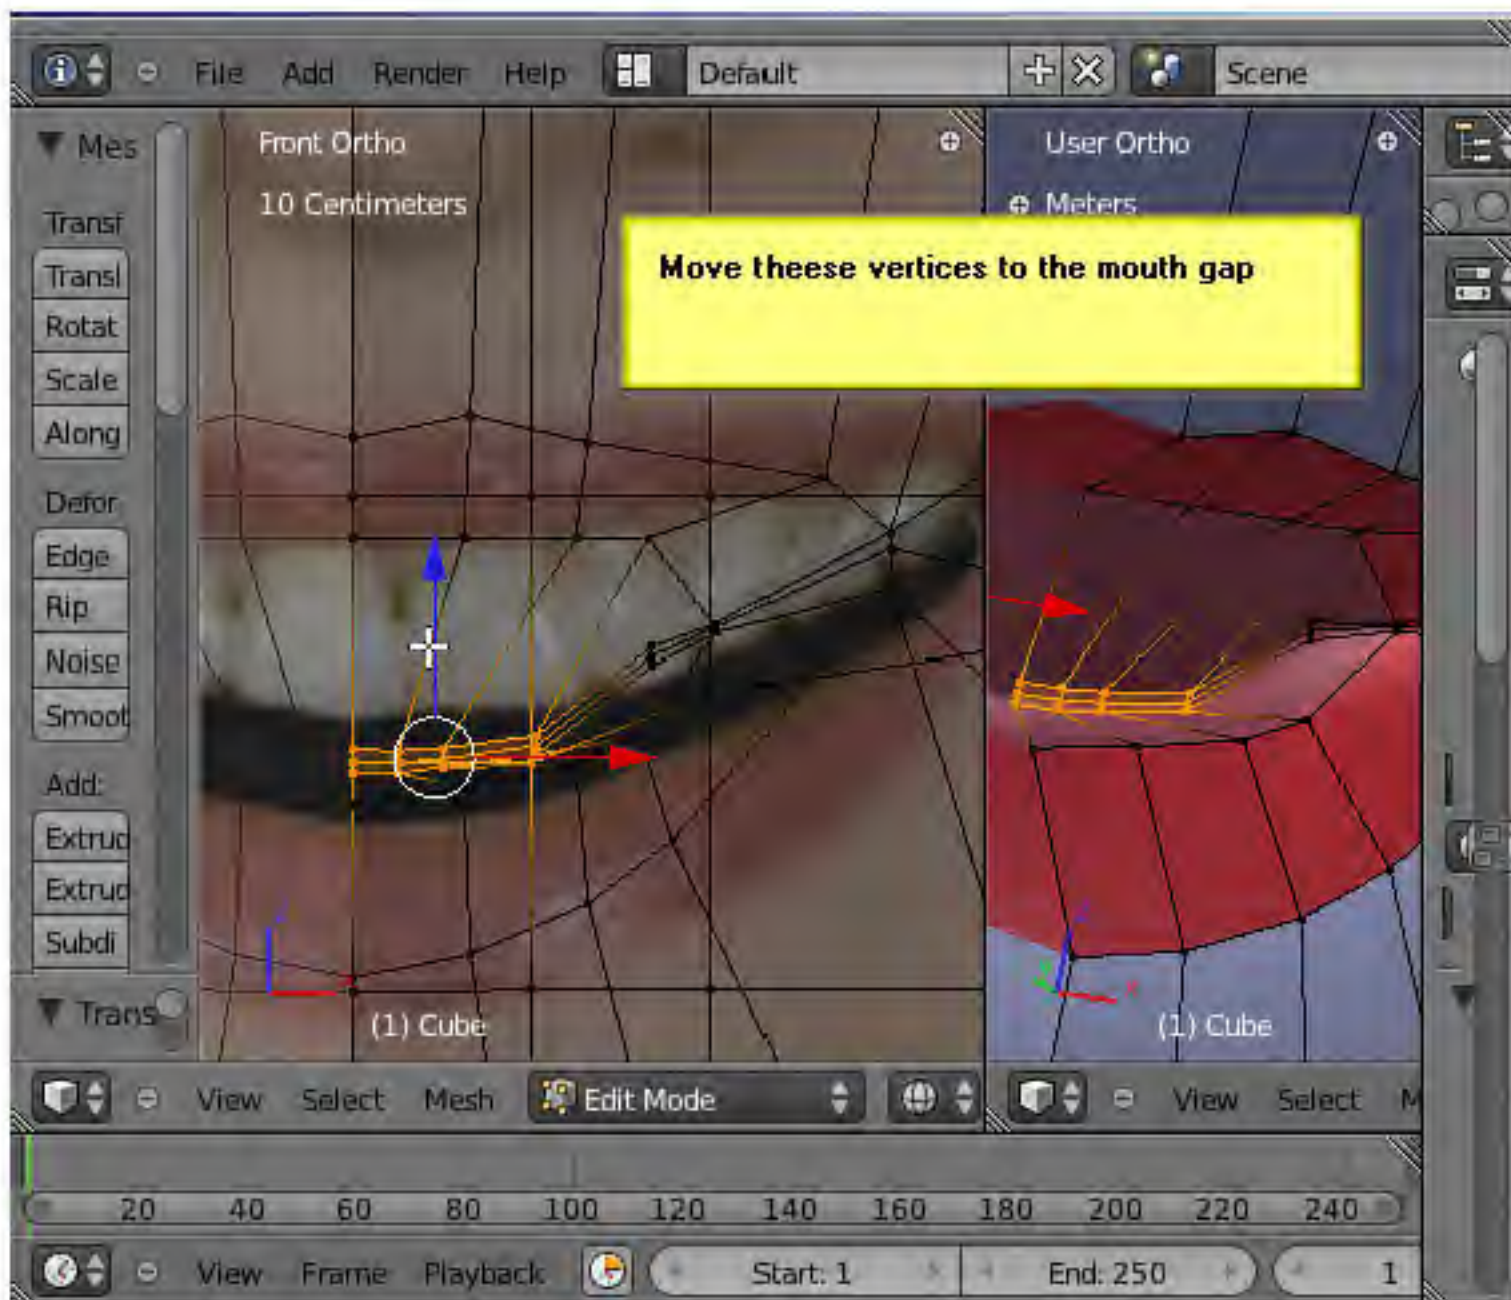 File Add Render Help Default Scene
Mes
Front Ortho
User Ortho
10 Centimeters
Meters
Move theese vertices to the mouth gap
Transf
Transl
Rotat
Scale
Along
Defor
Edge
Rip
Noise
Smoot
Add:
Extrud
Extrud
Subdi
Trans
(1) Cube
(1) Cube
View Select Mesh Edit Mode
View Select M
20 40 60 80 100 120 140 160 180 200 220 240
View Frame Playback Start: 1 End: 250 1